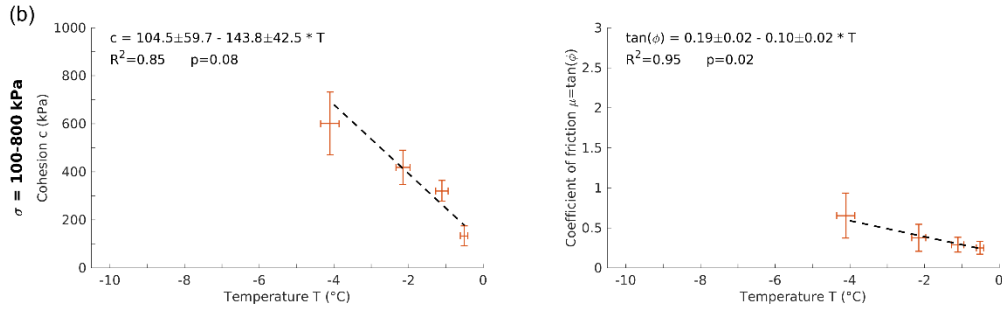 (b)
σ = 100-800 kPa
Cohesion c (kPa)
1000
800
600
400
200
0
c = 104.5±59.7 - 143.8±42.5 * T
R²=0.85 p=0.08
-10 -8 -6 -4 -2 0
Temperature T (°C)
Coefficient of friction μ=tan(ϕ)
3
2.5
2
1.5
1
0.5
0
tan(ϕ) = 0.19±0.02 - 0.10±0.02 * T
R²=0.95 p=0.02
-10 -8 -6 -4 -2 0
Temperature T (°C)